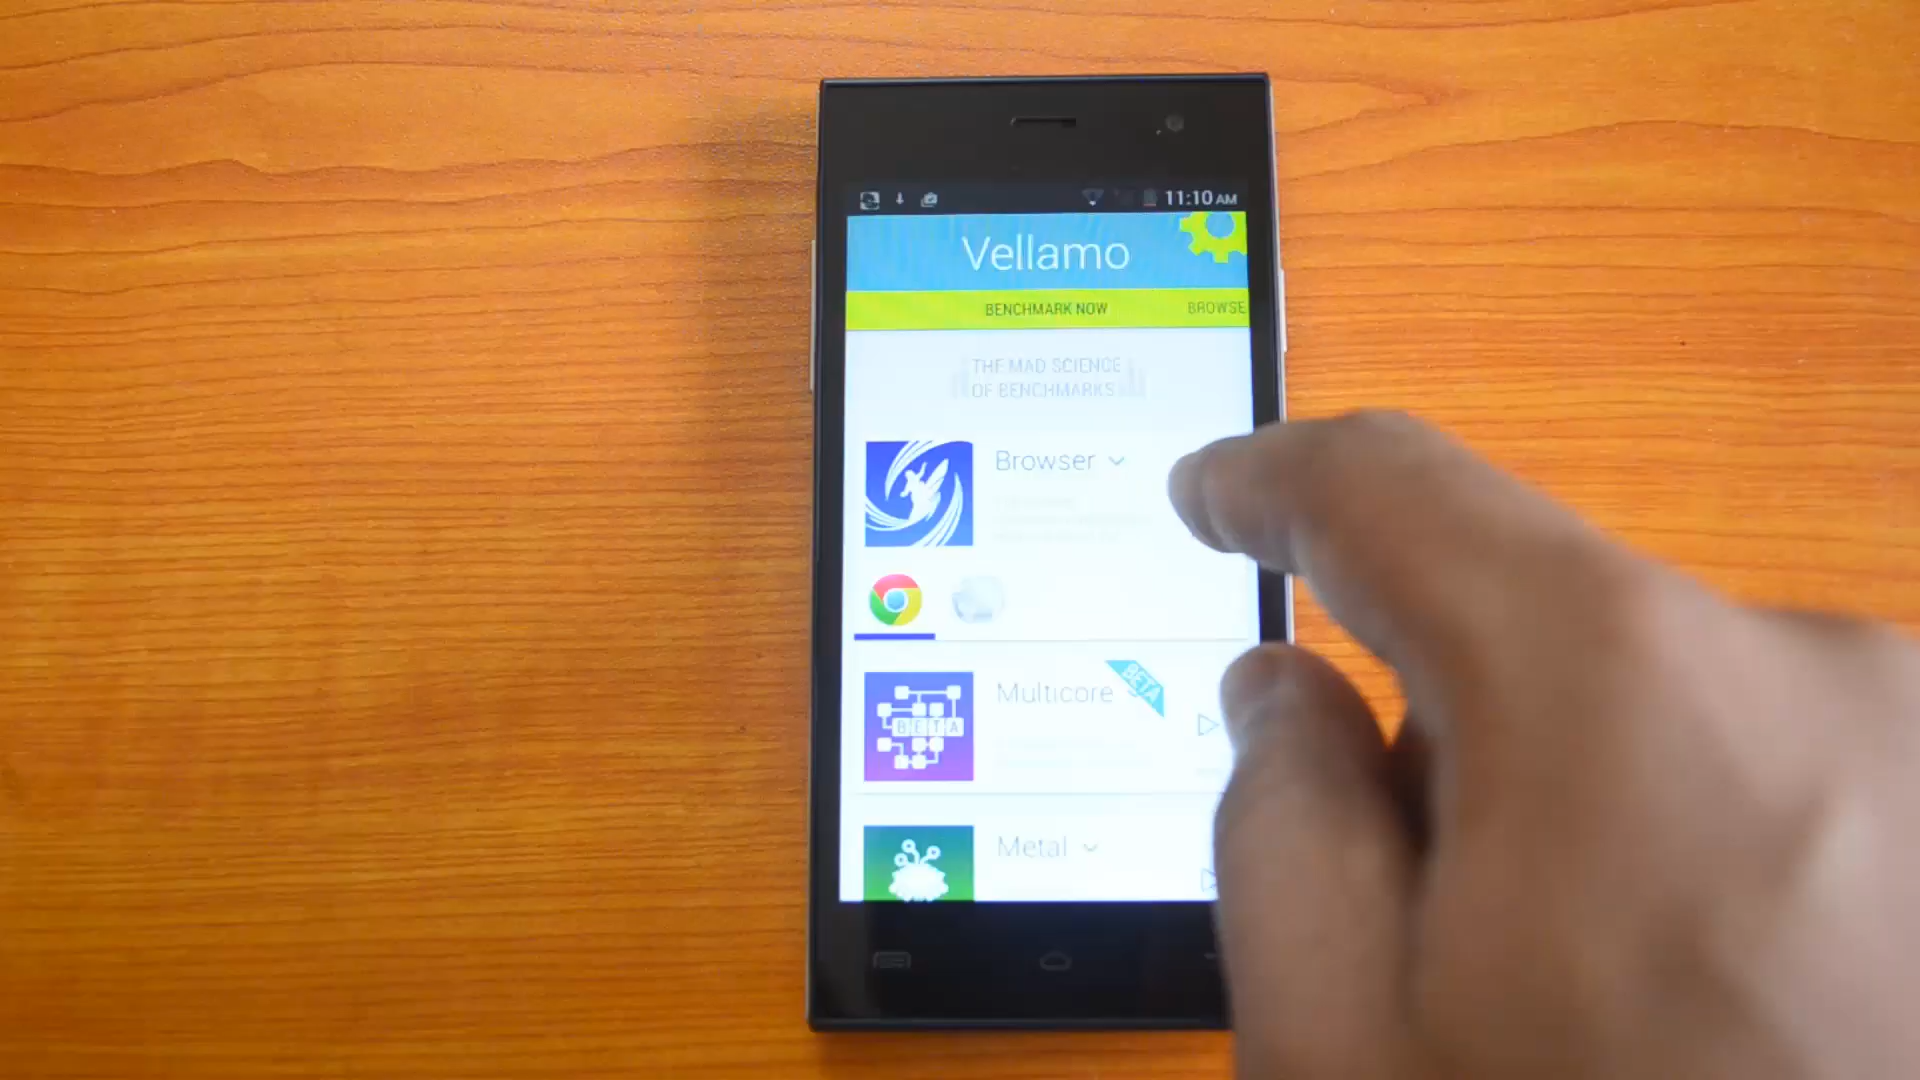 11:10 AM
Vellamo
BENCHMARK NOW
BROWSE
THE MAD SCIENCE
OF BENCHMARKS
Browser
Multicore
BETA
BETA
Metal